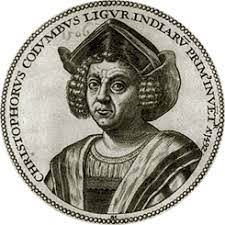 CHRISTOPHORVS COLVMBVS LIGVR. INDIARV PRIM' INVET